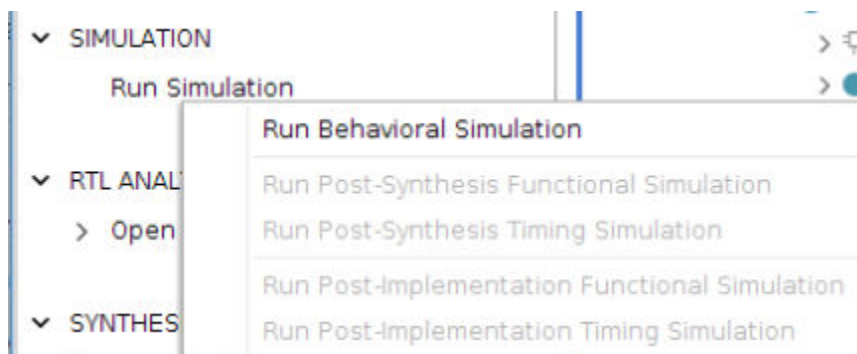 SIMULATION
Run Simulation
Run Behavioral Simulation
RTL ANAL
Run Post-Synthesis Functional Simulation
Open
Run Post-Synthesis Timing Simulation
Run Post-Implementation Functional Simulation
SYNTHES
Run Post-Implementation Timing Simulation